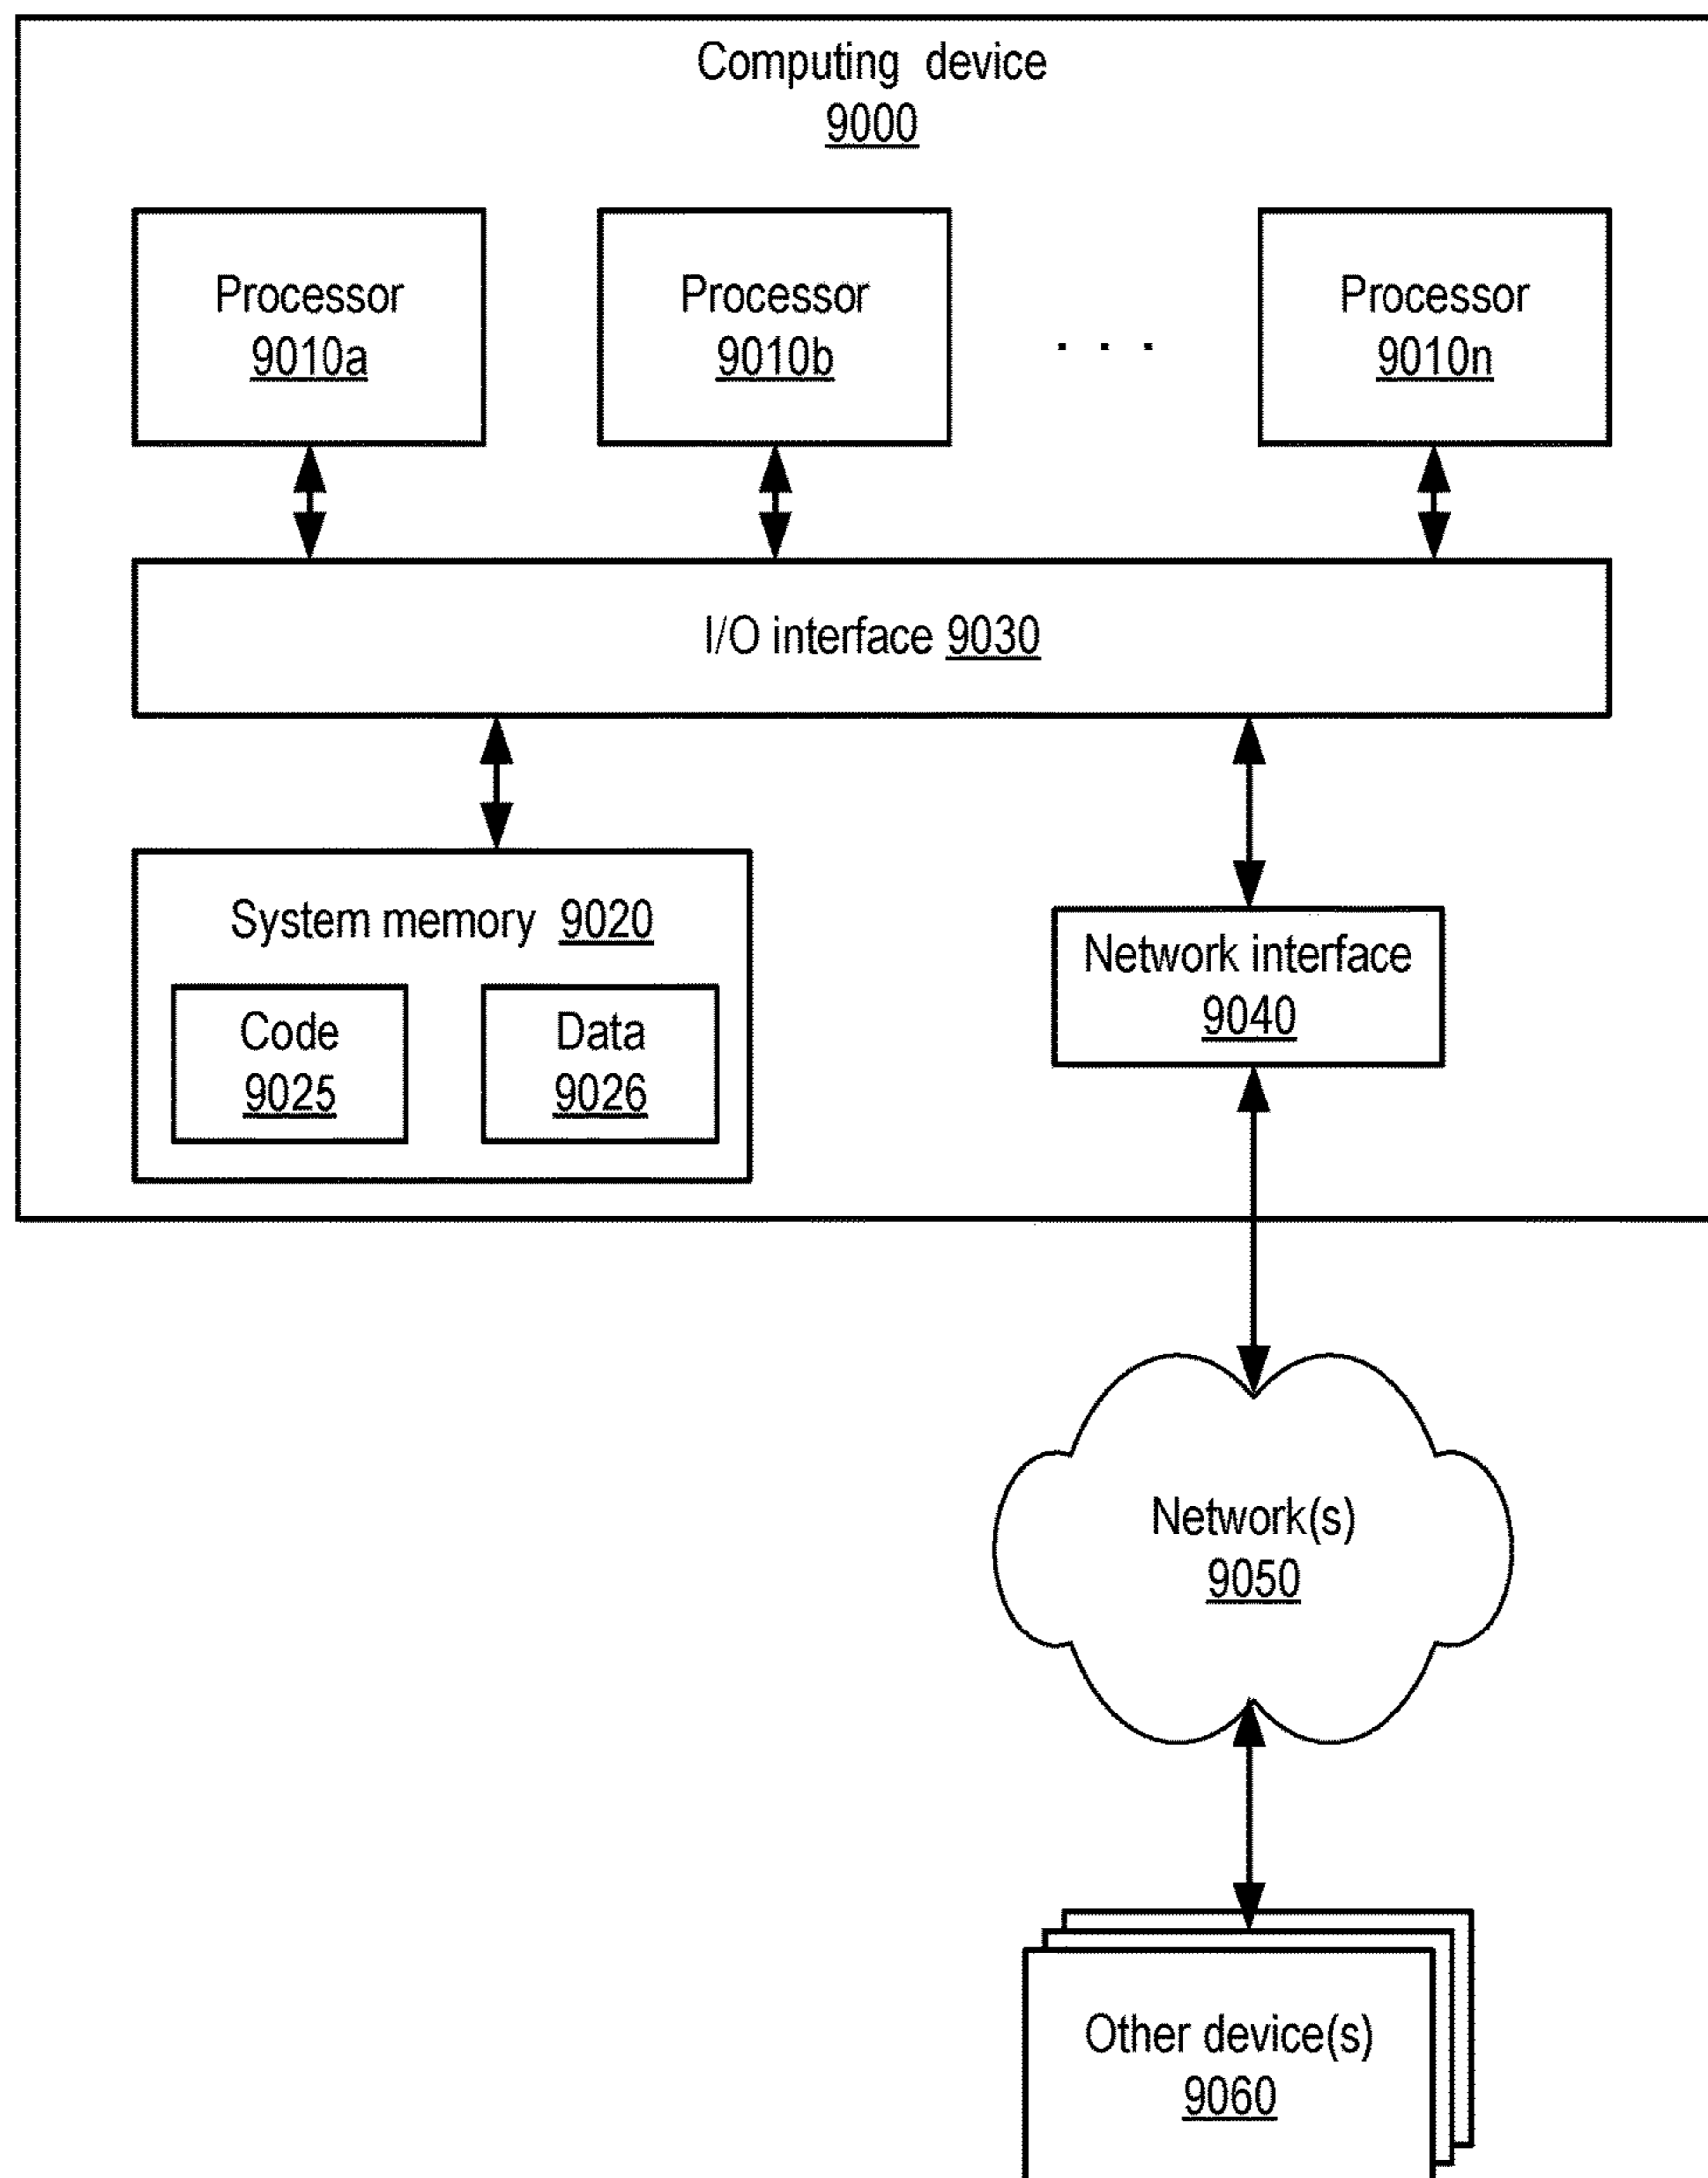 Computing device
9000
Processor
9010a
Processor
9010b
. . .
Processor
9010n
I/O interface 9030
System memory 9020
Code
9025
Data
9026
Network interface
9040
Network(s)
9050
Other device(s)
9060